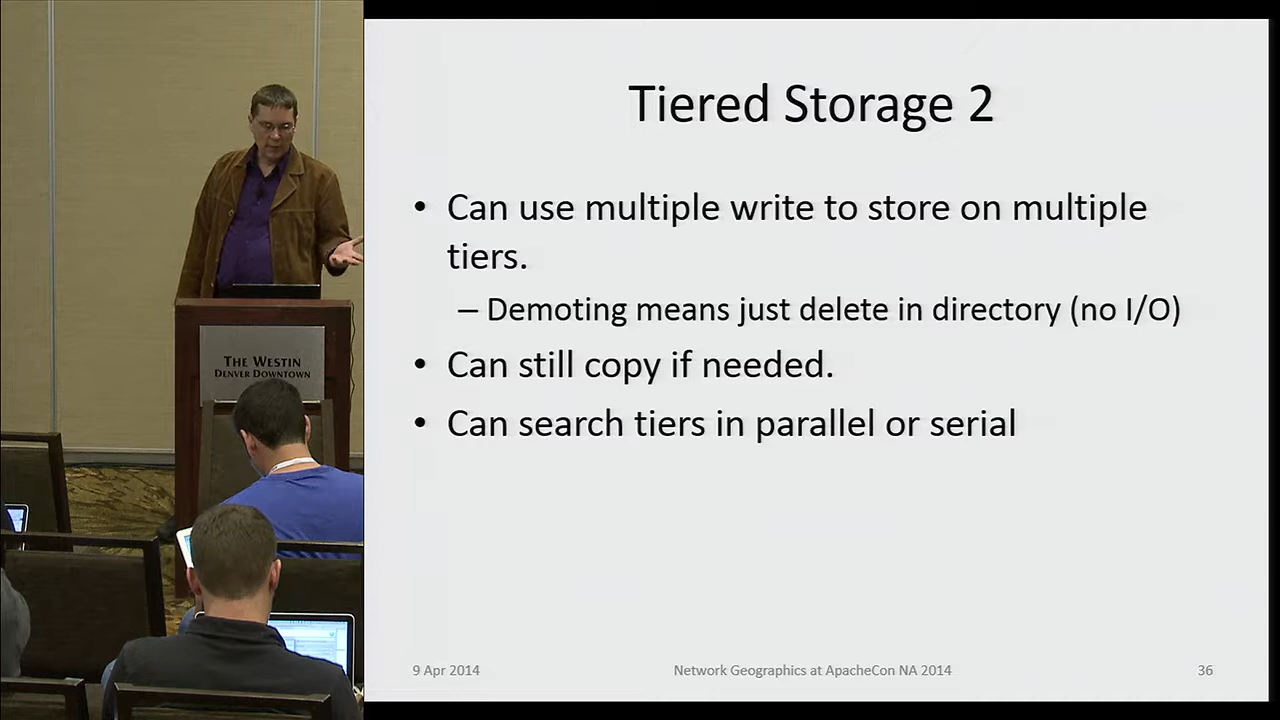 Tiered Storage 2
• Can use multiple write to store on multiple
tiers.
– Demoting means just delete in directory (no I/O)
• Can still copy if needed.
• Can search tiers in parallel or serial
9 Apr 2014
Network Geographics at ApacheCon NA 2014
36
THE WESTIN
DENVER DOWNTOWN